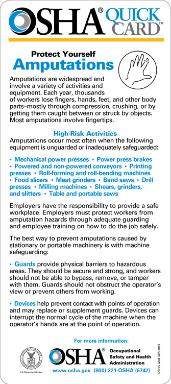 OSHA® QUICK
CARD™
Protect Yourself
Amputations
Amputations are widespread and
involve a variety of activities and
equipment. Each year, thousands
of workers lose fingers, hands, feet, and other body
parts–mostly through compression, crushing, or by
getting them caught between or struck by objects.
Most amputations involve fingertips.
High-Risk Activities
Amputations occur most often when the following
equipment is unguarded or inadequately safeguarded:
• Mechanical power presses • Power press brakes
• Powered and non-powered conveyors • Printing
presses • Roll-forming and roll-bending machines
• Food slicers • Meat grinders • Band saws • Drill
presses • Milling machines • Shears, grinders,
and slitters • Table and portable saws
Employers have the responsibility to provide a safe
workplace. Employers must protect workers from
amputation hazards through adequate guarding
and employee training on how to do the job safely.
The best way to prevent amputations caused by
stationary or portable machinery is with machine
safeguarding:
• Guards provide physical barriers to hazardous
areas. They should be secure and strong, and workers
should not be able to bypass, remove, or tamper
with them. Guards should not obstruct the operator's
view or prevent others from working.
• Devices help prevent contact with points of operation
and may replace or supplement guards. Devices can
interrupt the normal cycle of the machine when the
operator's hands are at the point of operation.
For more information:
OSHA® Occupational
Safety and Health
Administration
www.osha.gov (800) 321-OSHA (6742)